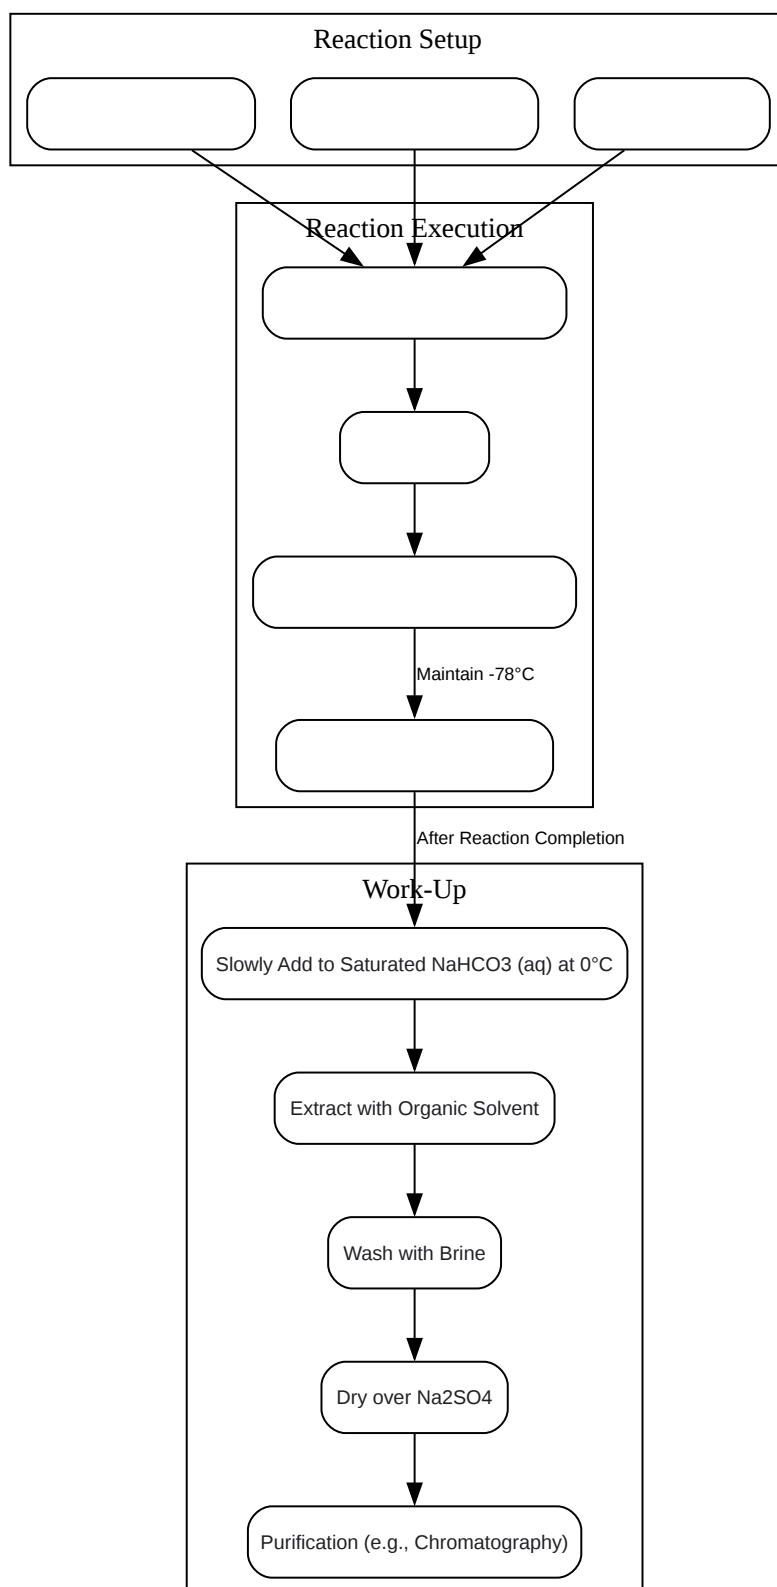 Reaction Setup
Reaction Execution
Maintain -78°C
After Reaction Completion
Work-Up
Slowly Add to Saturated NaHCO3 (aq) at 0°C
Extract with Organic Solvent
Wash with Brine
Dry over Na2SO4
Purification (e.g., Chromatography)